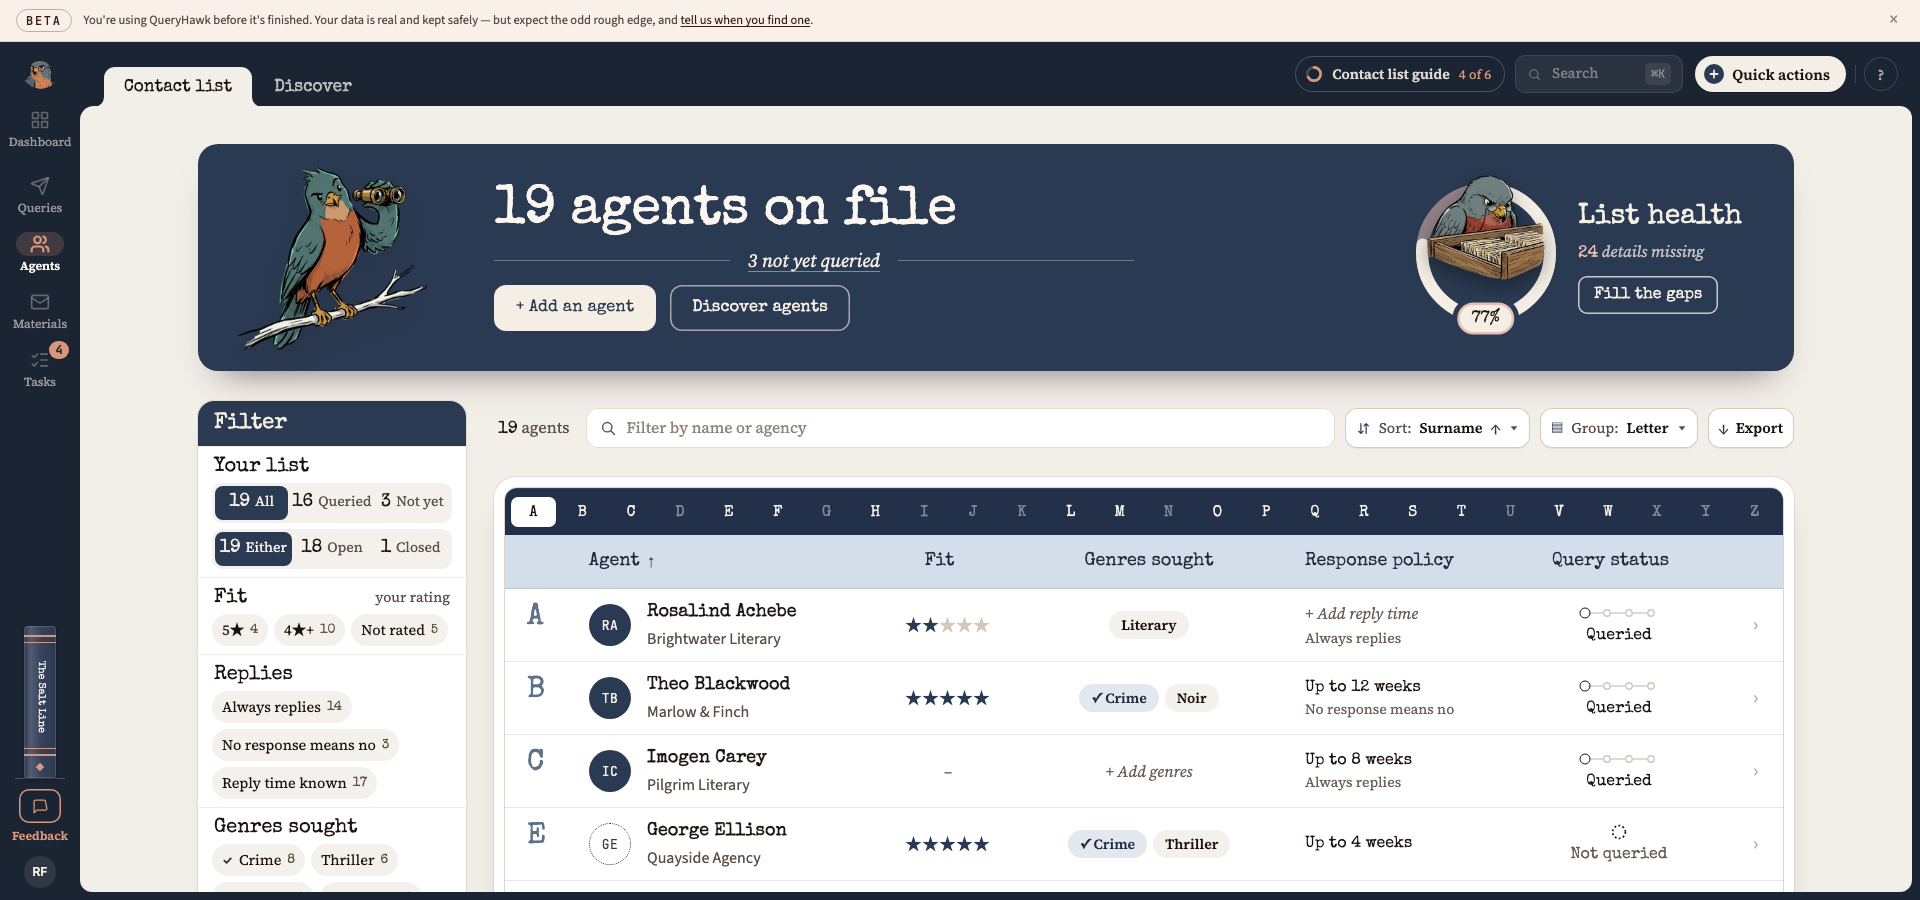 BETA You're using QueryHawk before it's finished. Your data is real and kept safely — but expect the odd rough edge, and tell us when you find one. ×
Contact list Discover
Contact list guide 4 of 6
Search ⌘K
+ Quick actions
?
Dashboard
Queries
Agents
Materials
4
Tasks
The Salt Line
Feedback
RF
19 agents on file
3 not yet queried
+ Add an agent Discover agents
77%
List health
24 details missing
Fill the gaps
Filter
Your list
19 All 16 Queried 3 Not yet
19 Either 18 Open 1 Closed
Fit your rating
5★ 4 4★+ 10 Not rated 5
Replies
Always replies 14
No response means no 3
Reply time known 17
Genres sought
✓ Crime 8 Thriller 6
19 agents Filter by name or agency Sort: Surname ↑ ▾ Group: Letter ▾ ↓ Export
A B C D E F G H I J K L M N O P Q R S T U V W X Y Z
Agent ↑ Fit Genres sought Response policy Query status
A RA Rosalind Achebe ★★★★★ Literary + Add reply time Queried ›
Brightwater Literary Always replies
B TB Theo Blackwood ★★★★★ ✓Crime Noir Up to 12 weeks Queried ›
Marlow & Finch No response means no
C IC Imogen Carey – + Add genres Up to 8 weeks Queried ›
Pilgrim Literary Always replies
E GE George Ellison ★★★★★ ✓Crime Thriller Up to 4 weeks Not queried ›
Quayside Agency